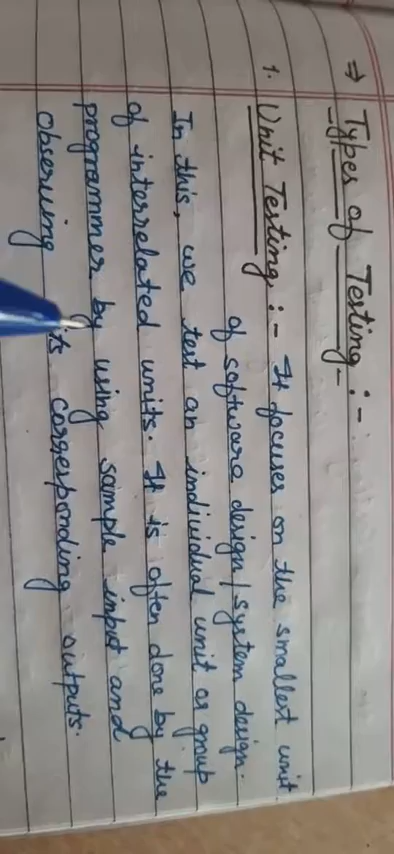 ⇒ Types of Testing :-
1. Unit Testing :- It focuses on the smallest unit
of software design/system design.
In this, we test an individual unit or group
of interrelated units. It is often done by the
programmer by using sample input and
observing its corresponding outputs.